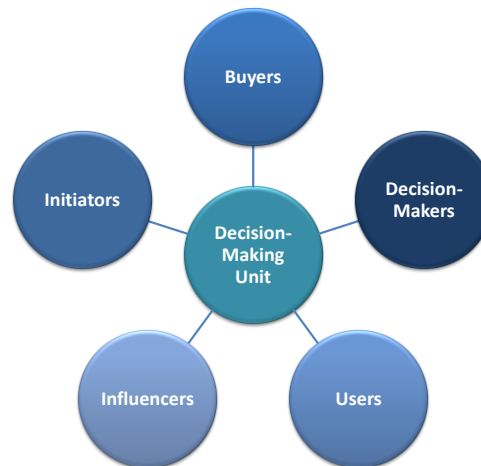 Buyers
Initiators
Decision-
Makers
Decision-
Making
Unit
Influencers
Users